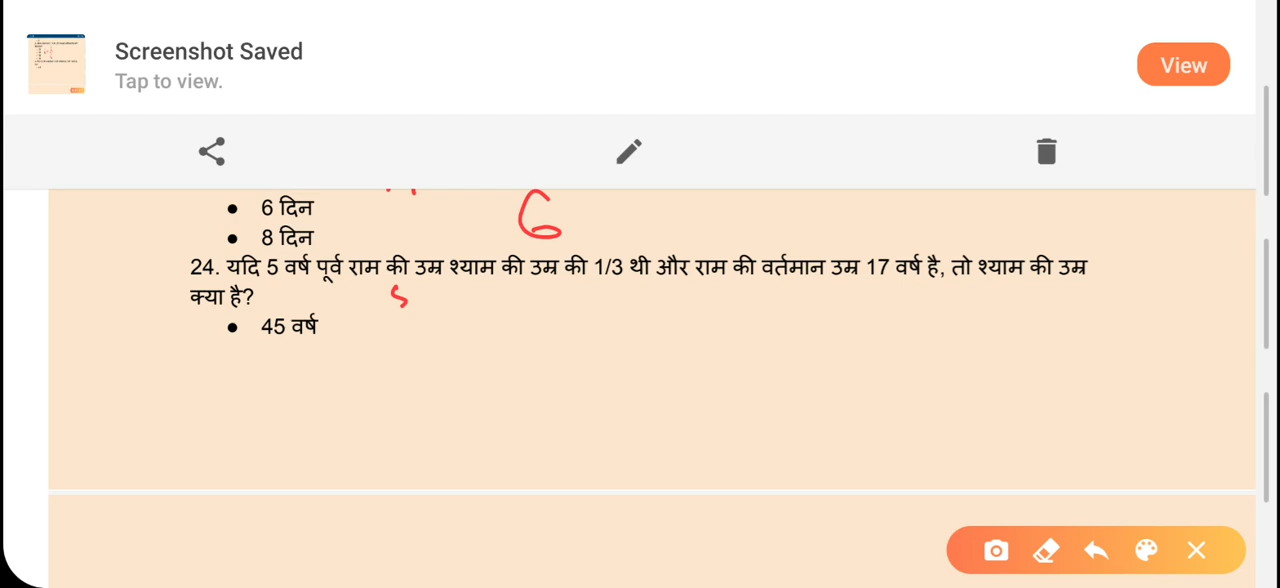 Screenshot Saved
Tap to view.
View
• 6 दिन
6
• 8 दिन
24. यदि 5 वर्ष पूर्व राम की उम्र श्याम की उम्र की 1/3 थी और राम की वर्तमान उम्र 17 वर्ष है, तो श्याम की उम्र
क्या है?
• 45 वर्ष